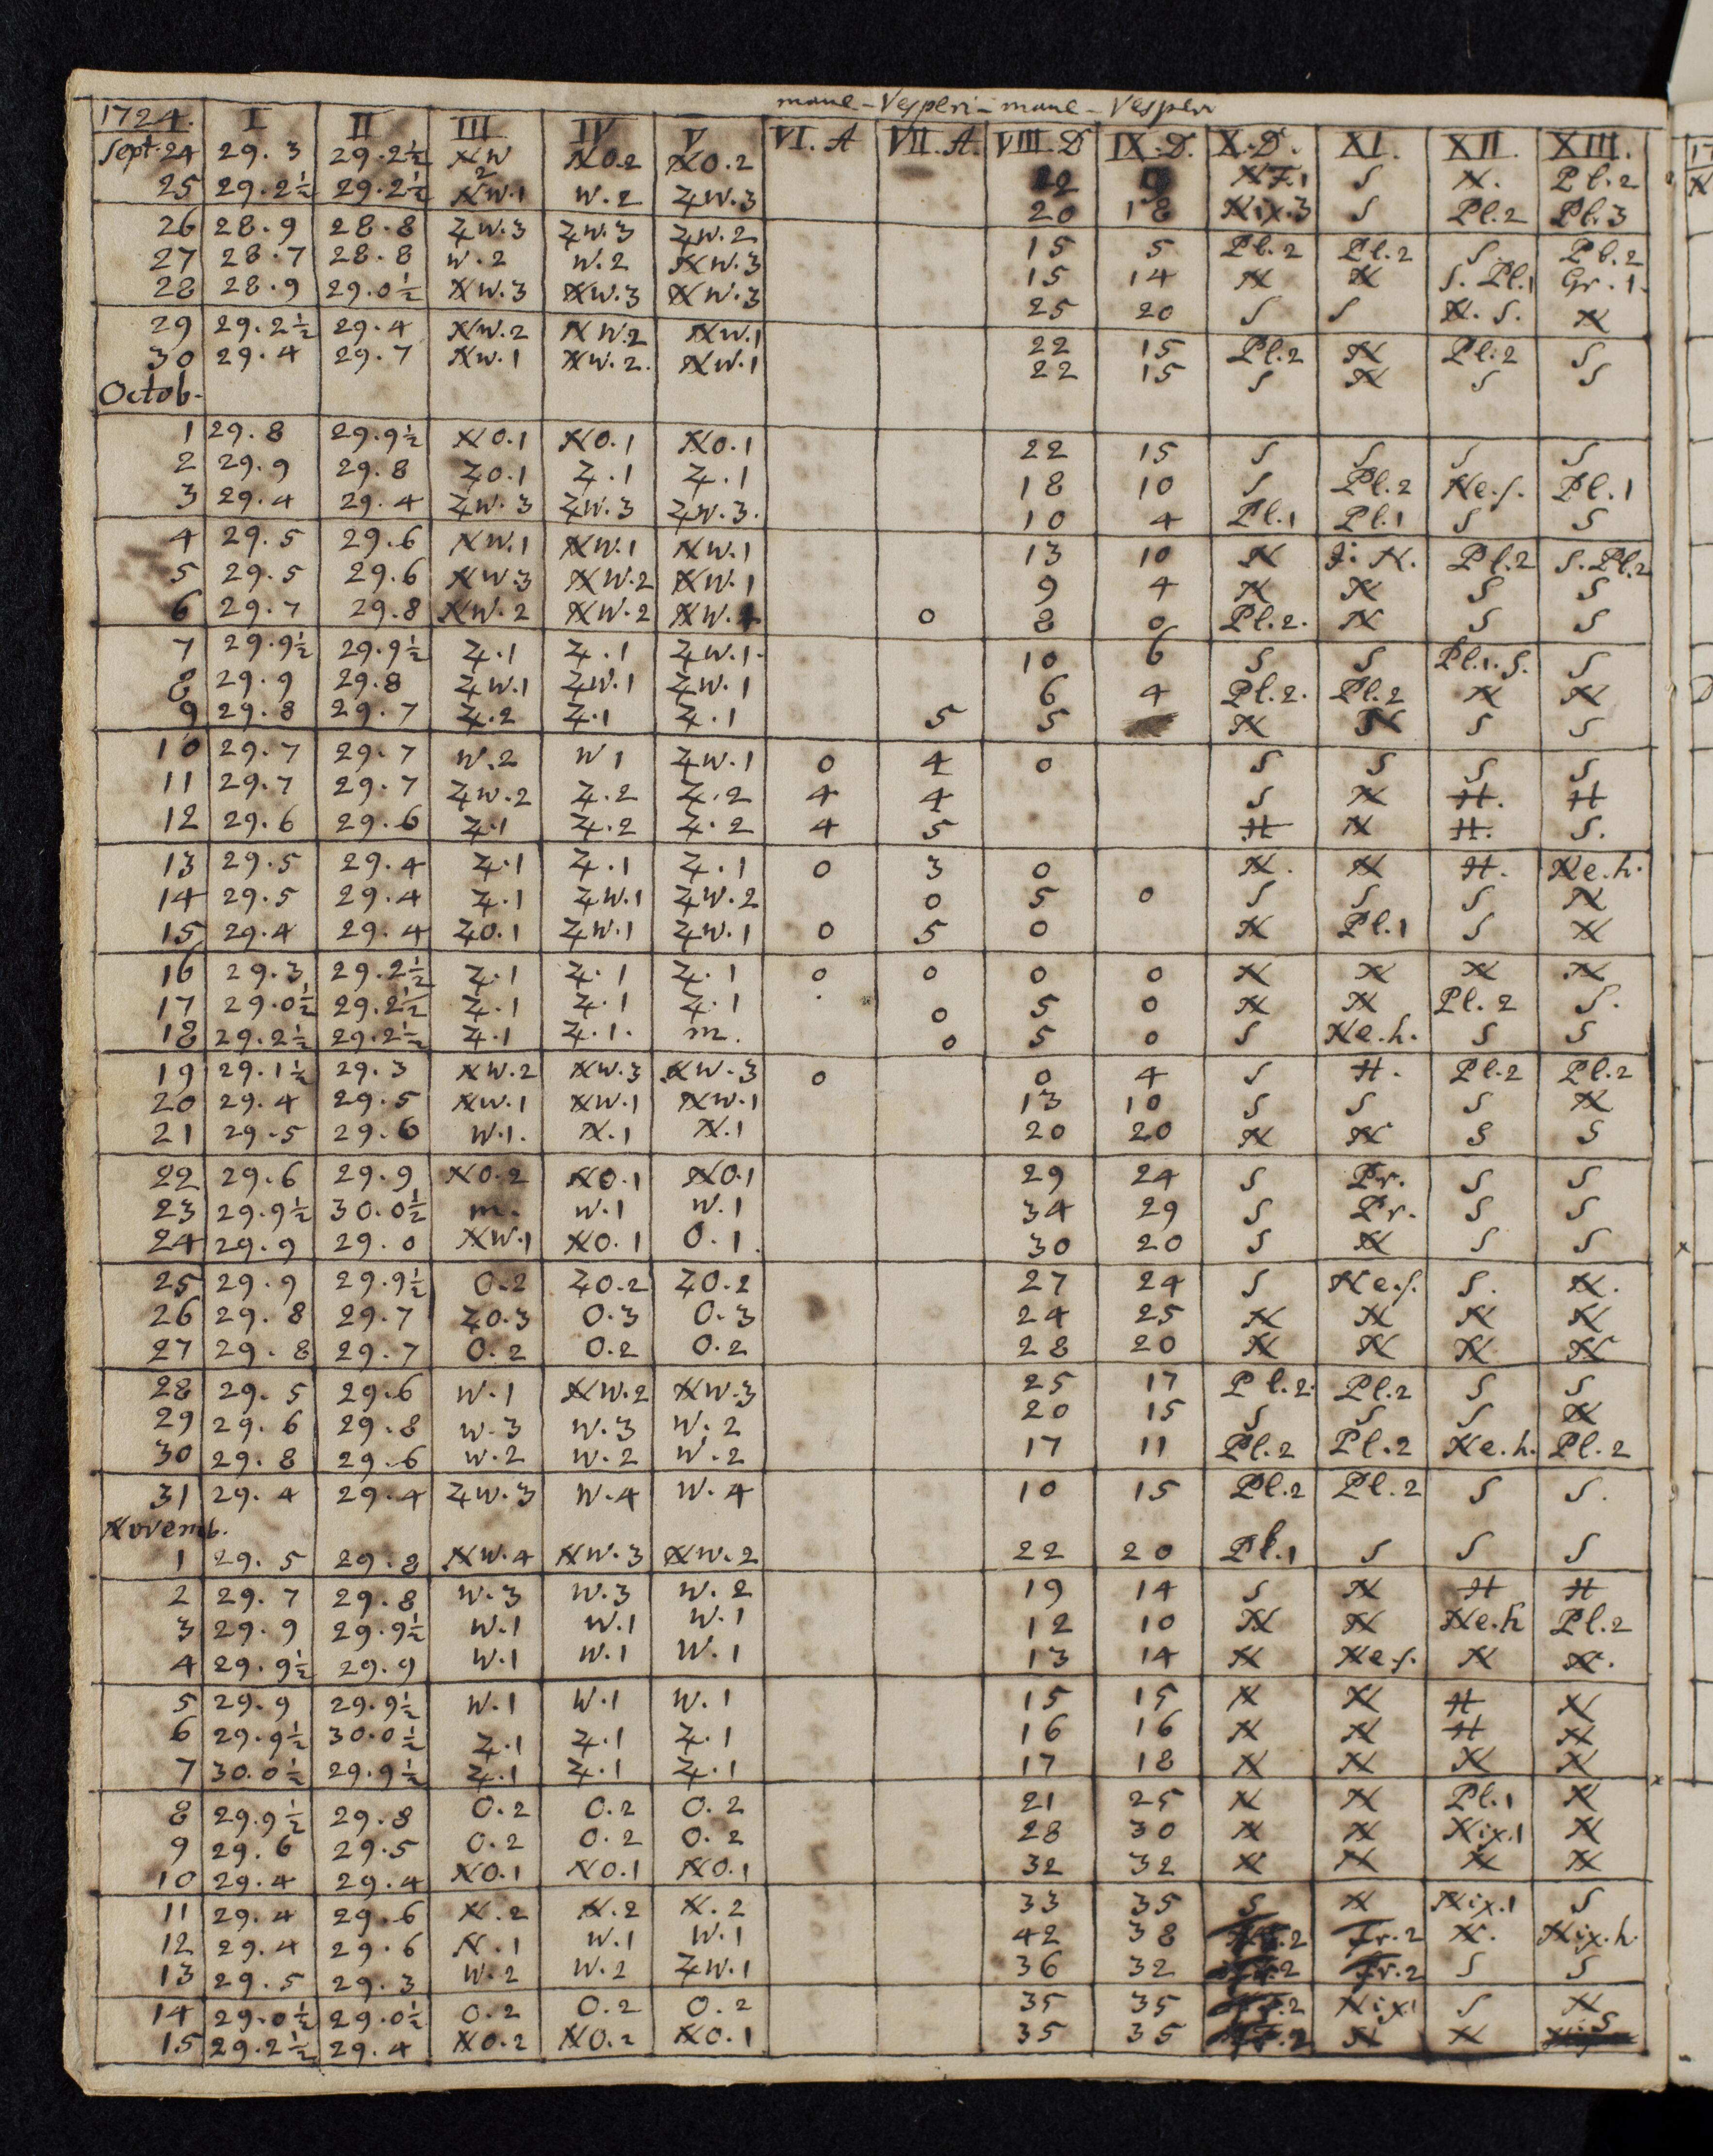 mane - Vesperi - mane - Vesperi
1724. I II III IV V VI. A VII. A. VIII. D IX. D. X. D. XI. XII. XIII.
Sept. 24 29.3 29.2½ NW 2 NO.2 NO.2 22 N S N. Pl.2
25 29.2½ 29.2½ NW.1 W.2 ZW.3 20 18 Nix.3 S Pl.2 Pl.3
26 28.9 28.8 ZW.3 ZW.3 ZW.2 15 5 Pl.2 Pl.2 S. Pl.2
27 28.7 28.8 W.2 W.2 NW.3 15 14 N N S. Pl.1 Gr.1.
28 28.9 29.0½ NW.3 NW.3 NW.3 25 20 S S N. S. N
29 29.2½ 29.4 NW.2 NW.2 NW.1 22 15 Pl.2 N Pl.2 S
30 29.4 29.7 NW.1 NW.2. NW.1 22 15 S N S S
Octob.
1 29.8 29.9½ NO.1 NO.1 NO.1 22 15 S S S S
2 29.9 29.8 ZO.1 Z.1 Z.1 18 10 S Pl.2 Ne.s. Pl.1
3 29.4 29.4 ZW.3 ZW.3 ZW.3. 10 4 Pl.1 Pl.1 S S
4 29.5 29.6 NW.1 NW.1 NW.1 13 10 N N. Pl.2 S. Pl.2
5 29.5 29.6 NW.3 NW.2 NW.1 9 4 N N S S
6 29.7 29.8 NW.2 NW.2 NW. 0 8 0 Pl.2. N S S
7 29.9½ 29.9½ Z.1 Z.1 ZW.1. 10 6 S S Pl.1. S. S
8 29.9 29.8 ZW.1 ZW.1 ZW.1 6 4 Pl.2. Pl.2 N N
9 29.8 29.7 Z.2 Z.1 Z.1 5 5 N N S S
10 29.7 29.7 W.2 W 1 ZW.1 0 4 0 S S S S
11 29.7 29.7 ZW.2 Z.2 Z.2 4 4 S N H. H
12 29.6 29.6 Z.1 Z.2 Z.2 4 5 H N H. S.
13 29.5 29.4 Z.1 Z.1 Z.1 0 3 0 N. N H. Ne.h.
14 29.5 29.4 Z.1 ZW.1 ZW.2 0 5 0 S S S N
15 29.4 29.4 ZO.1 ZW.1 ZW.1 0 5 0 N Pl.1 S N
16 29.3 29.2½ Z.1 Z.1 Z.1 0 0 0 0 N N N N
17 29.0½ 29.2½ Z.1 Z.1 Z.1 0 5 0 N N Pl.2 S.
18 29.2½ 29.2½ Z.1 Z.1. m. 0 5 0 S Ne.h. S S
19 29.1½ 29.3 NW.2 NW.3 NW.3 0 0 4 S H. Pl.2 Pl.2
20 29.4 29.5 NW.1 NW.1 NW.1 13 10 S S S N
21 29.5 29.6 W.1. N.1 N.1 20 20 N N S S
22 29.6 29.9 NO.2 NO.1 NO.1 29 24 S Pr. S S
23 29.9½ 30.0½ m. W.1 W.1 34 29 S Pr. S S
24 29.9 29.0 NW.1 NO.1 O.1. 30 20 S N S S
25 29.9 29.9½ O.2 ZO.2 ZO.2 27 24 S Ne.s. S. N.
26 29.8 29.7 ZO.3 O.3 O.3 24 25 N N N N
27 29.8 29.7 O.2 O.2 O.2 28 20 N N N N
28 29.5 29.6 W.1 NW.2 NW.3 25 17 Pl.2. Pl.2 S S
29 29.6 29.8 W.3 W.3 W.2 20 15 S S S N
30 29.8 29.6 W.2 W.2 W.2 17 11 Pl.2 Pl.2 Ne.h. Pl.2
31 29.4 29.4 ZW.3 W.4 W.4 10 15 Pl.2 Pl.2 S S.
Novemb.
1 29.5 29.8 NW.4 NW.3 NW.2 22 20 Pl.1 S S S
2 29.7 29.8 W.3 W.3 W.2 19 14 S N H H
3 29.9 29.9½ W.1 W.1 W.1 12 10 N N Ne.h Pl.2
4 29.9½ 29.9 W.1 W.1 W.1 13 14 N Ne.s. N N.
5 29.9 29.9½ W.1 W.1 W.1 15 15 N N H N
6 29.9½ 30.0½ Z.1 Z.1 Z.1 16 16 N N H N
7 30.0½ 29.9½ Z.1 Z.1 Z.1 17 18 N N N N
8 29.9½ 29.8 O.2 O.2 O.2 21 25 N N Pl.1 N
9 29.6 29.5 O.2 O.2 O.2 28 30 N N Nix.1 N
10 29.4 29.4 NO.1 NO.1 NO.1 32 32 N N N N
11 29.4 29.6 N.2 N.2 N.2 33 35 S N Nix.1 S
12 29.4 29.6 N.1 W.1 W.1 42 38 Fr.2 N. Nix.h.
13 29.5 29.3 W.2 W.2 ZW.1 36 32 Fr.2 S S
14 29.0½ 29.0½ O.2 O.2 O.2 35 35 Nix1 S N
15 29.2½ 29.4 NO.2 NO.2 NO.1 35 35 N N S